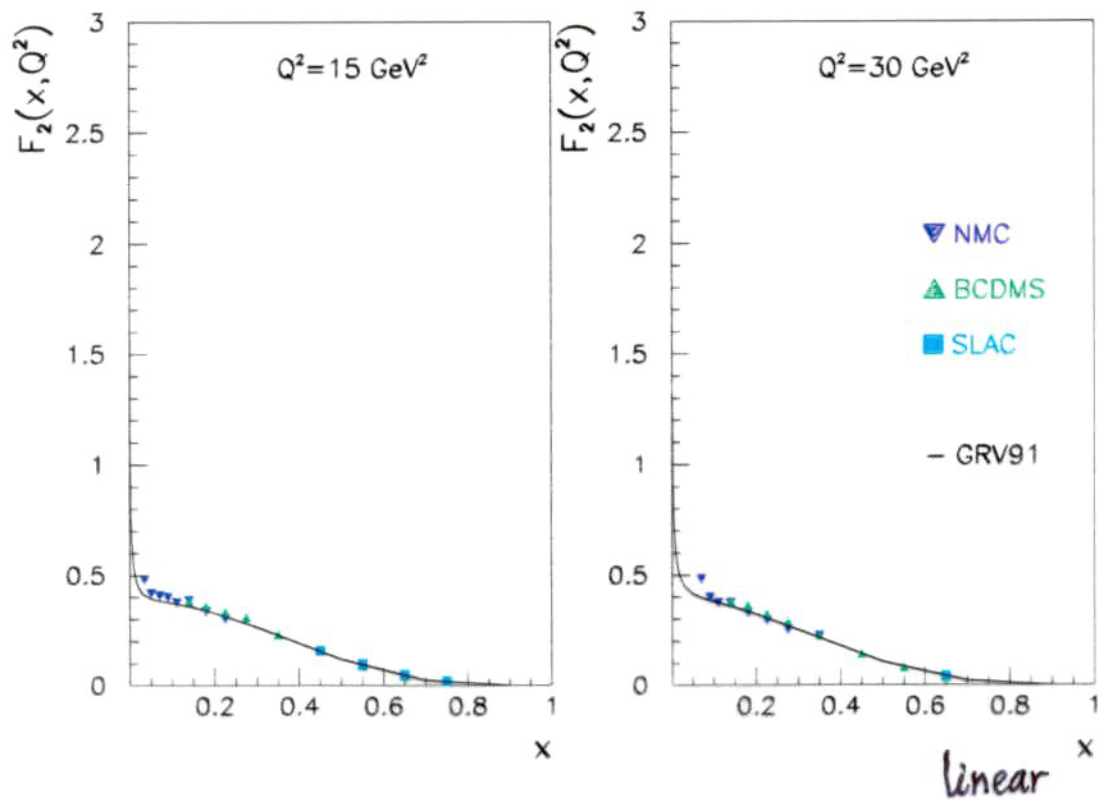 F₂(x,Q²)
3
2.5
2
1.5
1
0.5
0
Q²=15 GeV²
0.2
0.4
0.6
0.8
1
x
F₂(x,Q²)
3
2.5
2
1.5
1
0.5
0
Q²=30 GeV²
NMC
BCDMS
SLAC
– GRV91
0.2
0.4
0.6
0.8
1
x
linear